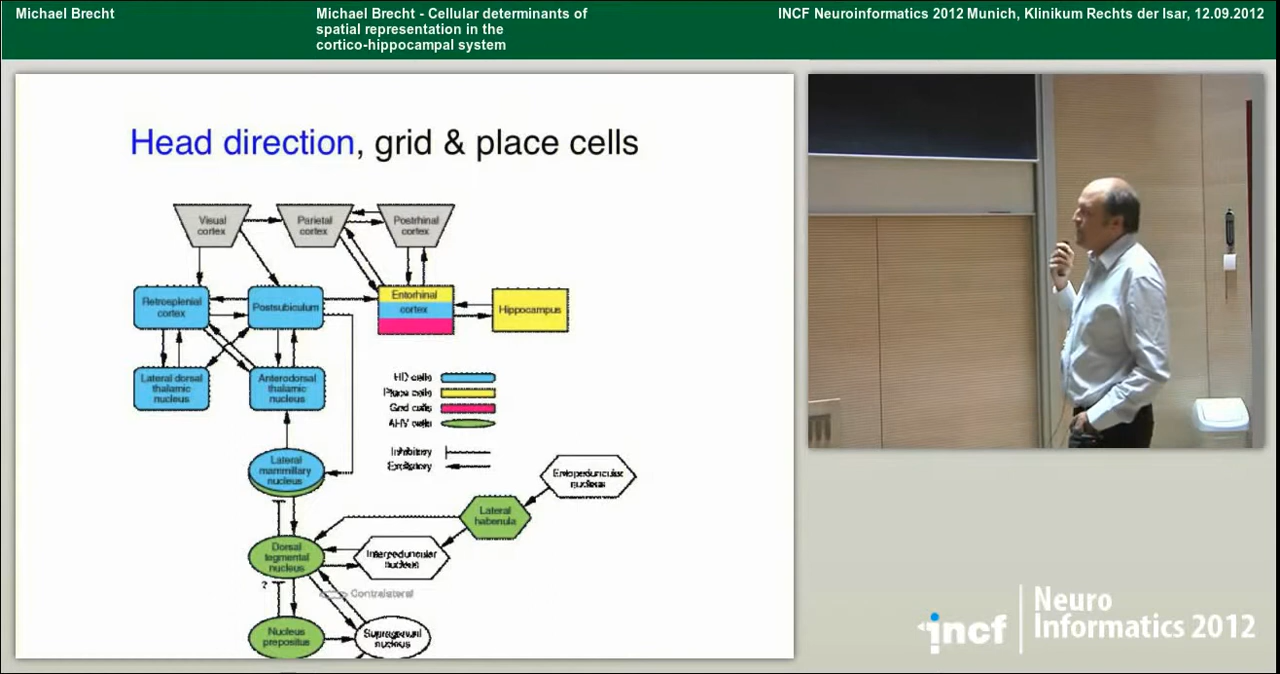 Michael Brecht
Michael Brecht - Cellular determinants of
spatial representation in the
cortico-hippocampal system
INCF Neuroinformatics 2012 Munich, Klinikum Rechts der Isar, 12.09.2012
Head direction, grid & place cells
Visual
cortex
Parietal
cortex
Postrhinal
cortex
Retrosplenial
cortex
Postsubiculum
Entorhinal
cortex
Hippocampus
Lateral dorsal
thalamic
nucleus
Anterodorsal
thalamic
nucleus
HD cells
Place cells
Grid cells
AHV cells
Inhibitory
Excitatory
Lateral
mammillary
nucleus
Entopeduncular
nucleus
Lateral
habenula
Dorsal
tegmental
nucleus
Interpeduncular
nucleus
?
Contralateral
Nucleus
prepositus
Supragenual
nucleus
incf
Neuro
Informatics 2012